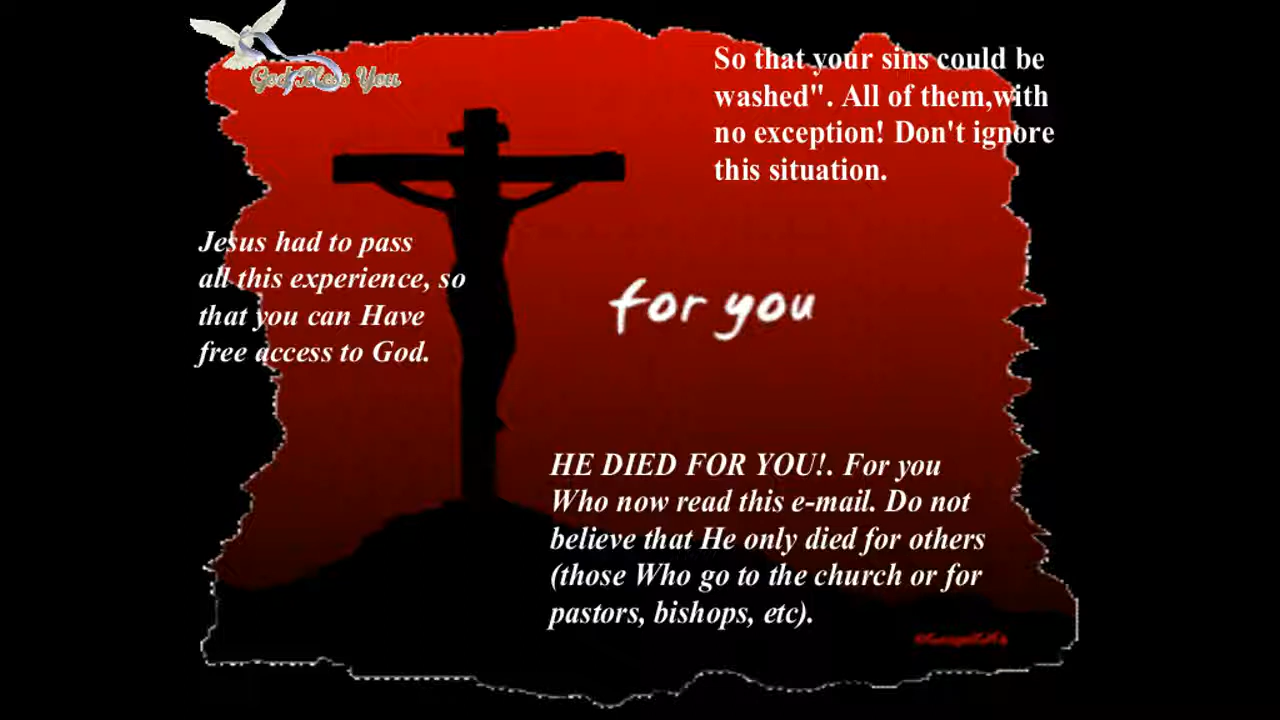 God Bless You
So that your sins could be
washed". All of them,with
no exception! Don't ignore
this situation.
Jesus had to pass
all this experience, so
that you can Have
free access to God.
for you
HE DIED FOR YOU!. For you
Who now read this e-mail. Do not
believe that He only died for others
(those Who go to the church or for
pastors, bishops, etc).